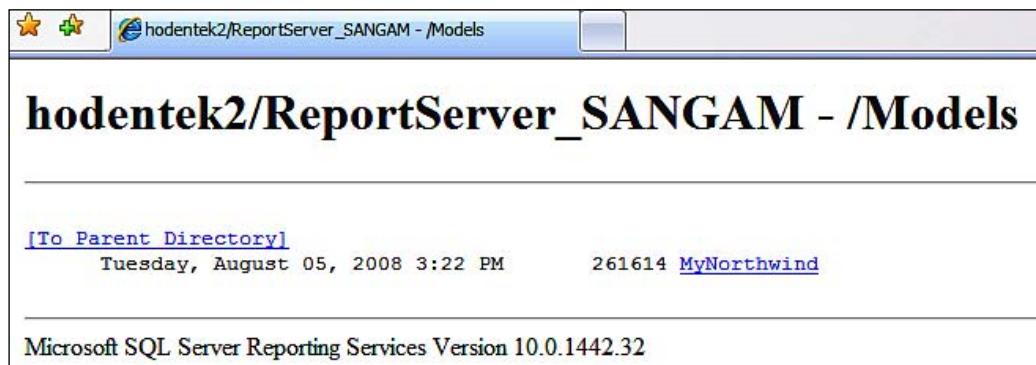 hodentek2/ReportServer_SANGAM - /Models
hodentek2/ReportServer_SANGAM - /Models
[To Parent Directory]
Tuesday, August 05, 2008 3:22 PM 261614 MyNorthwind
Microsoft SQL Server Reporting Services Version 10.0.1442.32